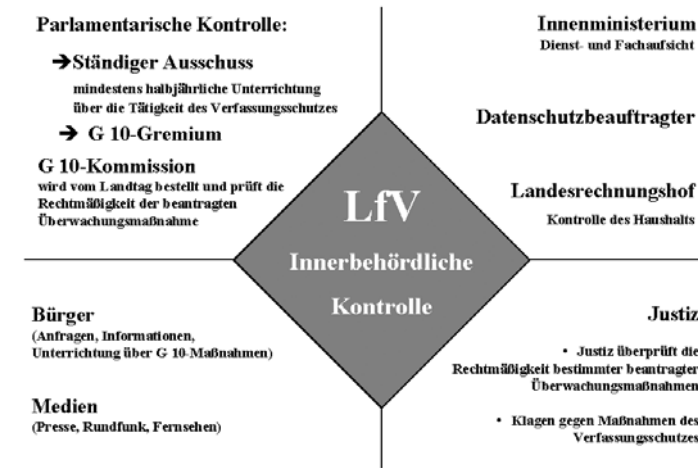 Parlamentarische Kontrolle:
➔Ständiger Ausschuss
mindestens halbjährliche Unterrichtung
über die Tätigkeit des Verfassungsschutzes
➔ G 10-Gremium
G 10-Kommission
wird vom Landtag bestellt und prüft die
Rechtmäßigkeit der beantragten
Überwachungsmaßnahme
Innenministerium
Dienst- und Fachaufsicht
Datenschutzbeauftragter
Landesrechnungshof
Kontrolle des Haushalts
LfV
Innerbehördliche
Kontrolle
Bürger
(Anfragen, Informationen,
Unterrichtung über G 10-Maßnahmen)
Medien
(Presse, Rundfunk, Fernsehen)
Justiz
• Justiz überprüft die
Rechtmäßigkeit bestimmter beantragter
Überwachungsmaßnahmen
• Klagen gegen Maßnahmen des
Verfassungsschutzes